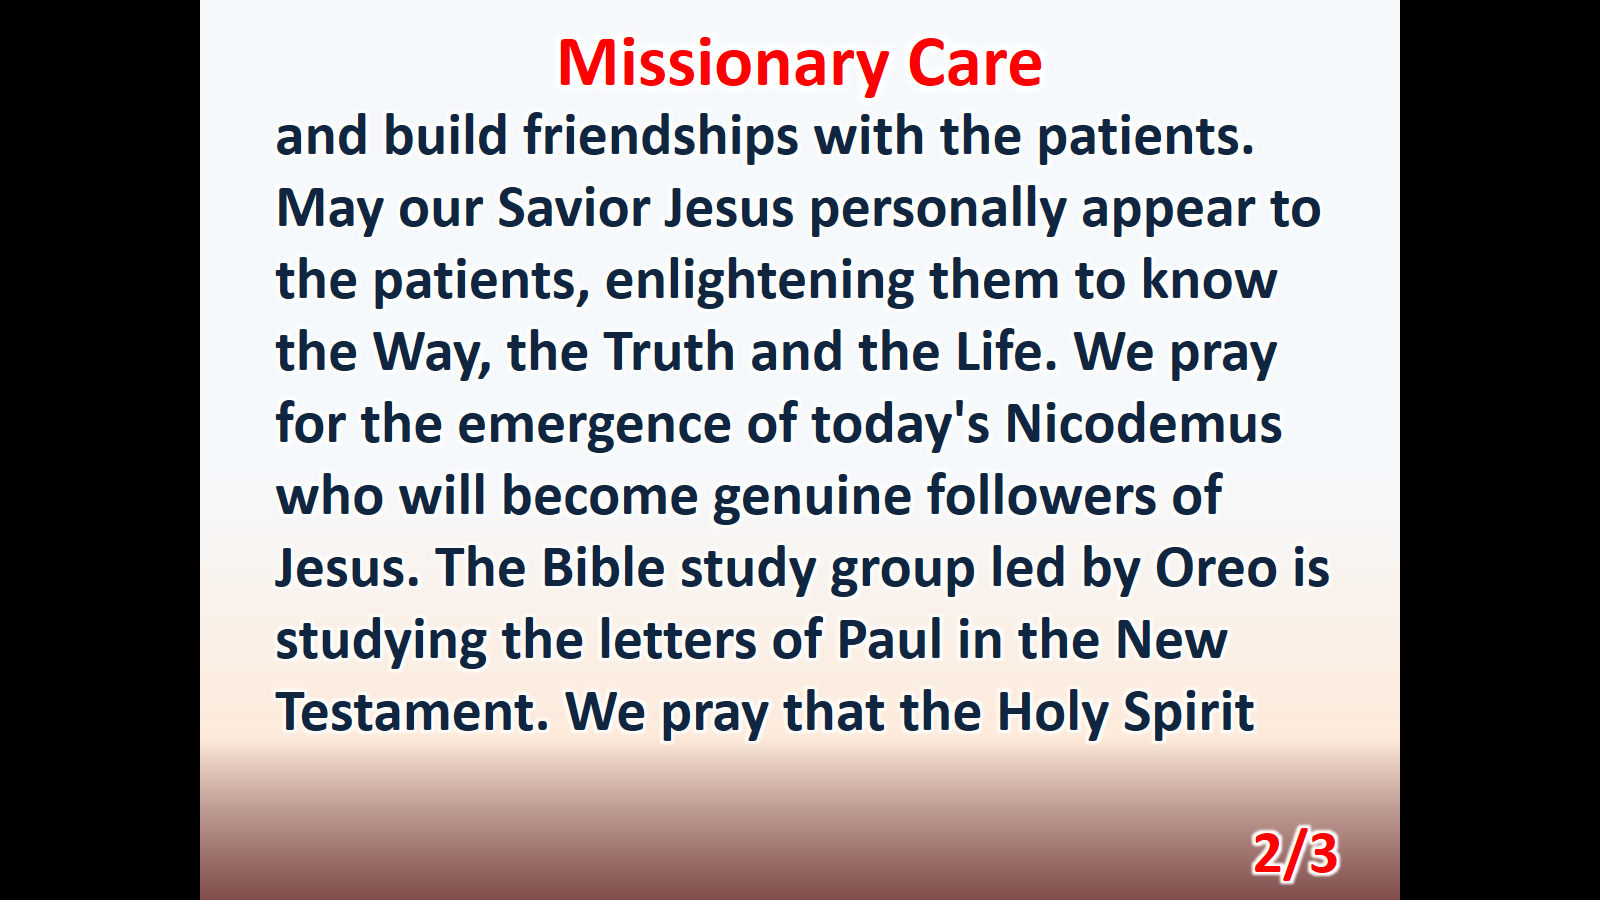 Missionary Care
and build friendships with the patients.
May our Savior Jesus personally appear to
the patients, enlightening them to know
the Way, the Truth and the Life. We pray
for the emergence of today's Nicodemus
who will become genuine followers of
Jesus. The Bible study group led by Oreo is
studying the letters of Paul in the New
Testament. We pray that the Holy Spirit
2/3